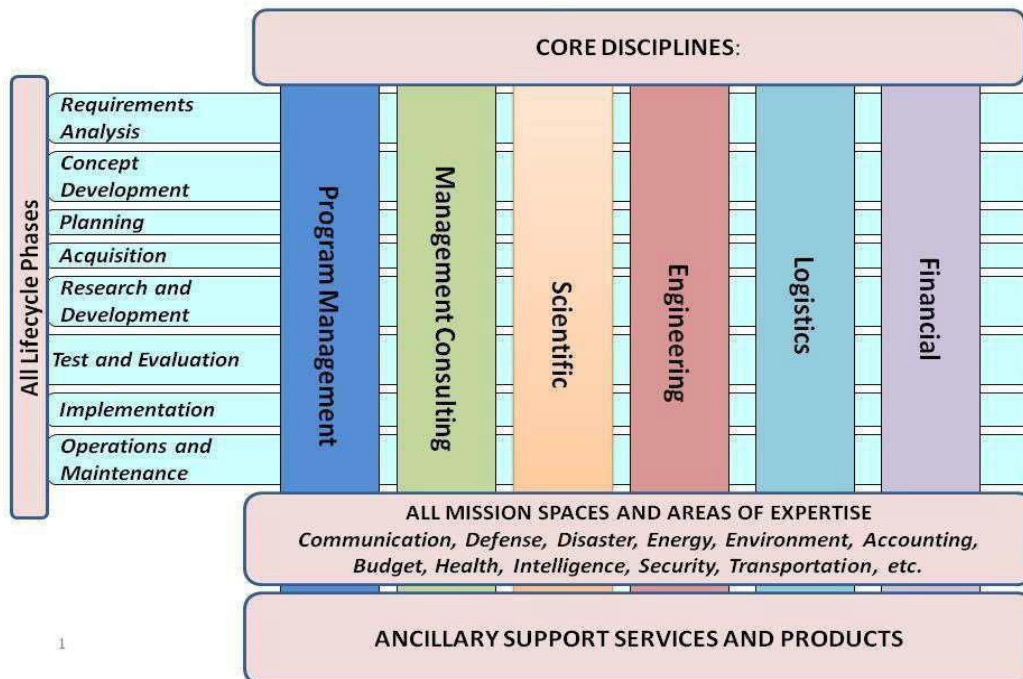 CORE DISCIPLINES:
All Lifecycle Phases
Requirements
Analysis
Concept
Development
Planning
Acquisition
Research and
Development
Test and Evaluation
Implementation
Operations and
Maintenance
Program Management
Management Consulting
Scientific
Engineering
Logistics
Financial
ALL MISSION SPACES AND AREAS OF EXPERTISE
Communication, Defense, Disaster, Energy, Environment, Accounting,
Budget, Health, Intelligence, Security, Transportation, etc.
ANCILLARY SUPPORT SERVICES AND PRODUCTS
1